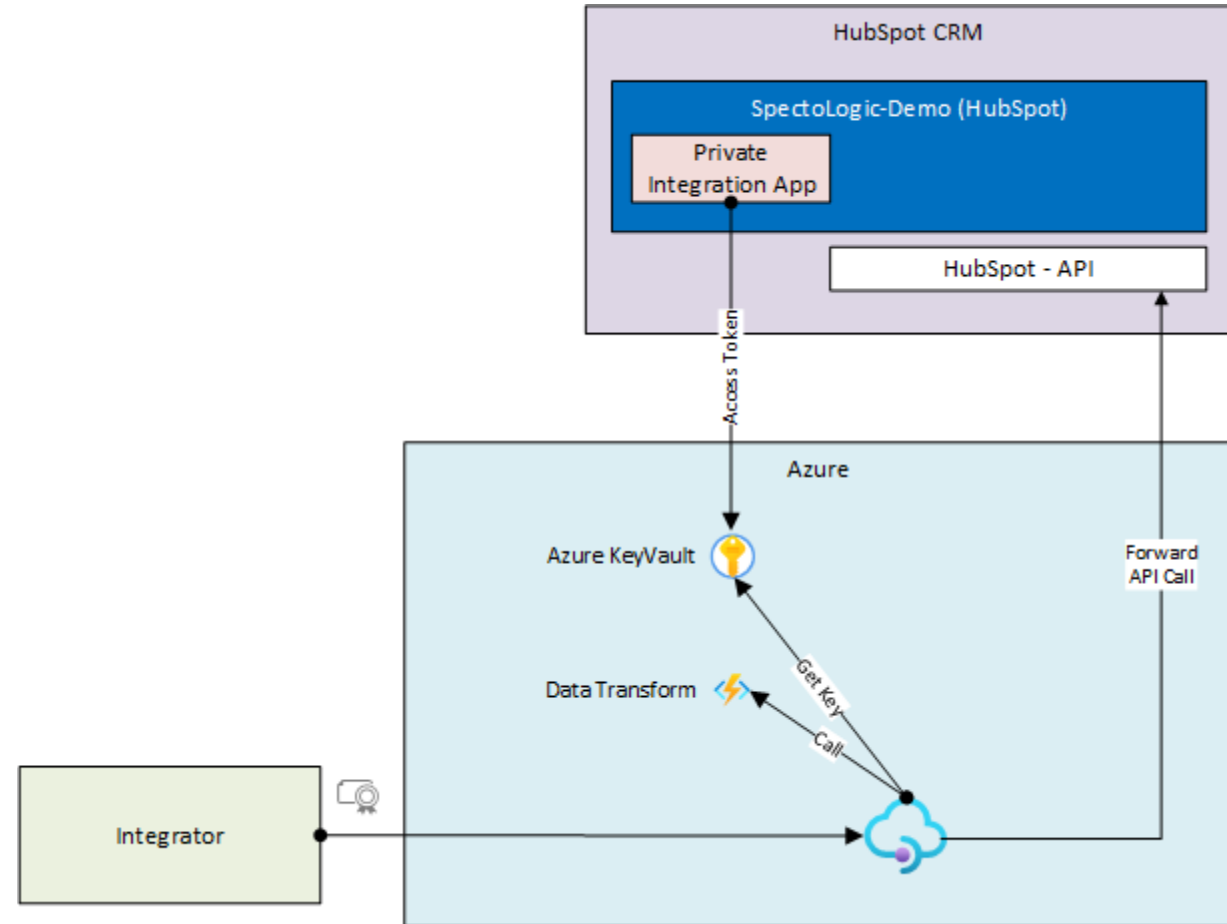 HubSpot CRM
SpectoLogic-Demo (HubSpot)
Private
Integration App
HubSpot - API
Access Token
Azure
Azure KeyVault
Forward
API Call
Get Key
Data Transform
Call
Integrator